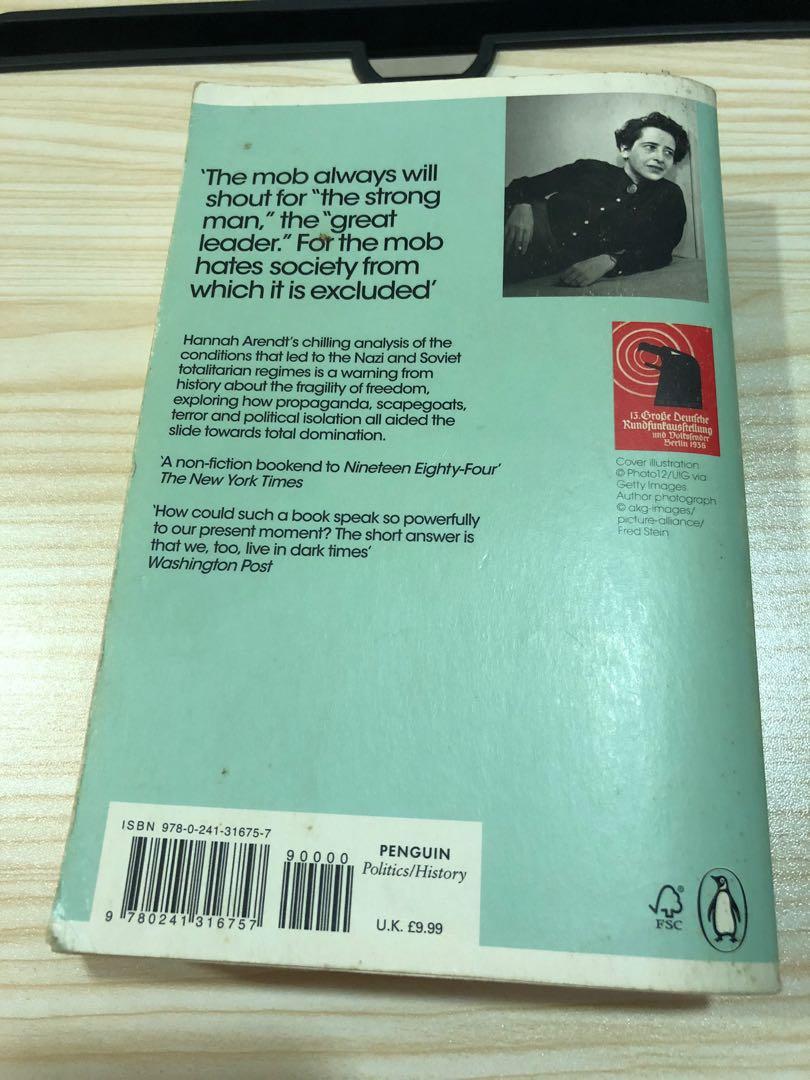 ‘The mob always will
shout for “the strong
man,” the “great
leader.” For the mob
hates society from
which it is excluded’
Hannah Arendt’s chilling analysis of the
conditions that led to the Nazi and Soviet
totalitarian regimes is a warning from
history about the fragility of freedom,
exploring how propaganda, scapegoats,
terror and political isolation all aided the
slide towards total domination.
‘A non-fiction bookend to Nineteen Eighty-Four’
The New York Times
‘How could such a book speak so powerfully
to our present moment? The short answer is
that we, too, live in dark times’
Washington Post
13. Große Deutsche
Rundfunkausstellung
und Volkssender
Berlin 1936
Cover illustration
© Photo12/UIG via
Getty Images.
Author photograph
© akg-images/
picture-alliance/
Fred Stein
ISBN 978-0-241-31675-7
90000
9 780241 316757
PENGUIN
Politics/History
U.K. £9.99
FSC